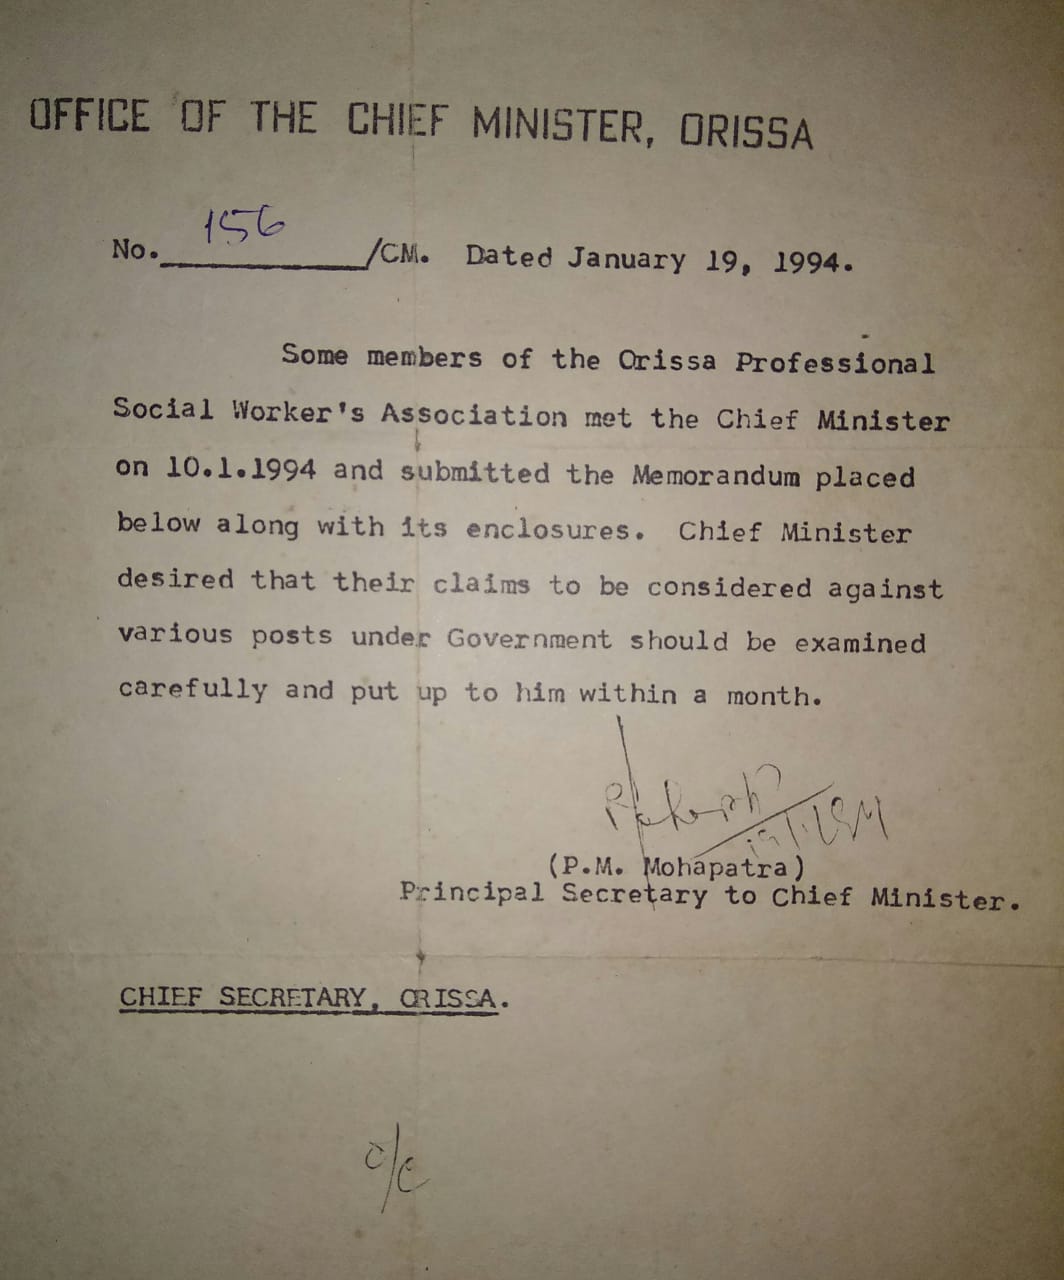 OFFICE OF THE CHIEF MINISTER, ORISSA
No. 156 /CM. Dated January 19, 1994.
Some members of the Orissa Professional
Social Worker's Association met the Chief Minister
on 10.1.1994 and submitted the Memorandum placed
below along with its enclosures. Chief Minister
desired that their claims to be considered against
various posts under Government should be examined
carefully and put up to him within a month.
(P.M. Mohapatra)
Principal Secretary to Chief Minister.
CHIEF SECRETARY, ORISSA.
c/c